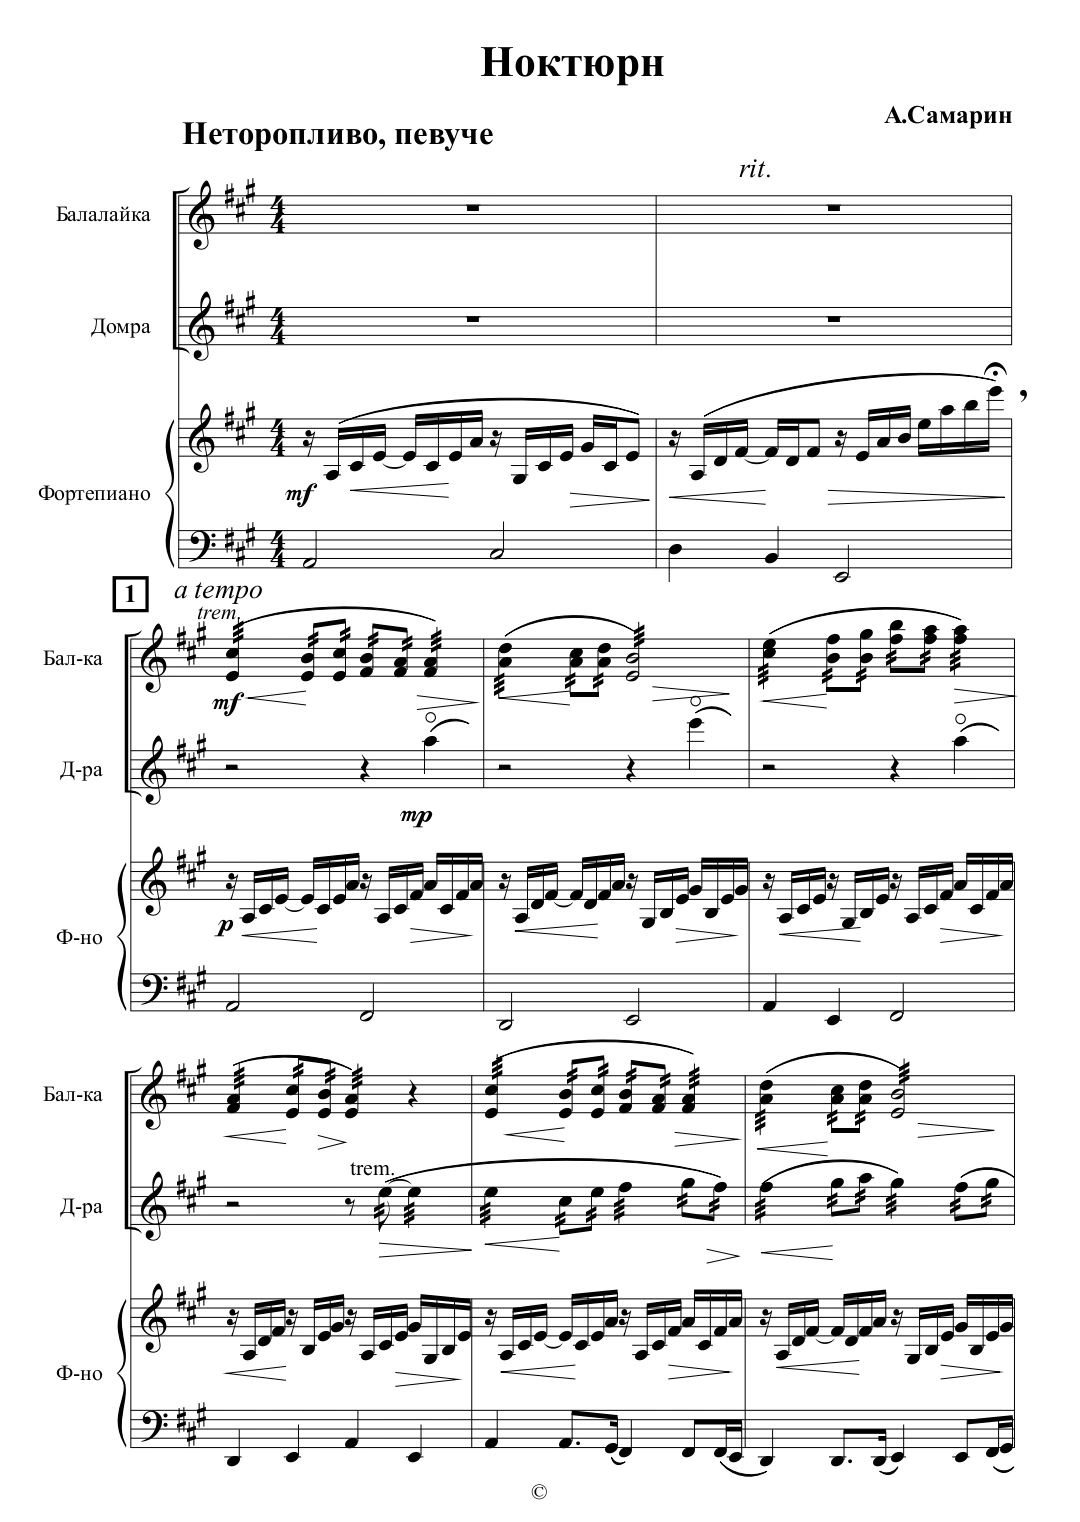 Ноктюрн
А.Самарин
Неторопливо, певуче
rit.
Балалайка
Домра
Фортепиано
mf
1
a tempo
trem.
Бал-ка
mf
Д-ра
mp
Ф-но
p
Бал-ка
trem.
Д-ра
Ф-но
©